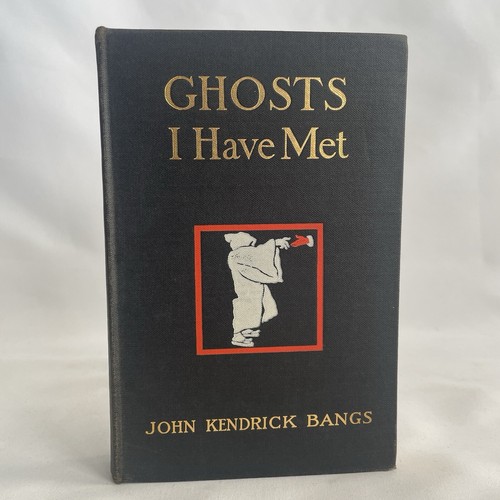 GHOSTS
I Have Met
JOHN KENDRICK BANGS